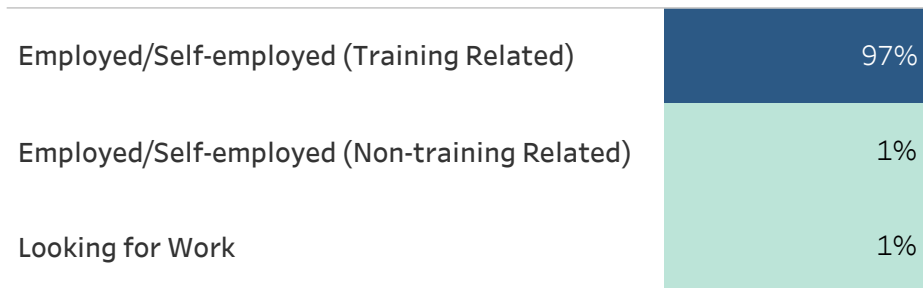 Employed/Self-employed (Training Related) 97%
Employed/Self-employed (Non-training Related) 1%
Looking for Work 1%